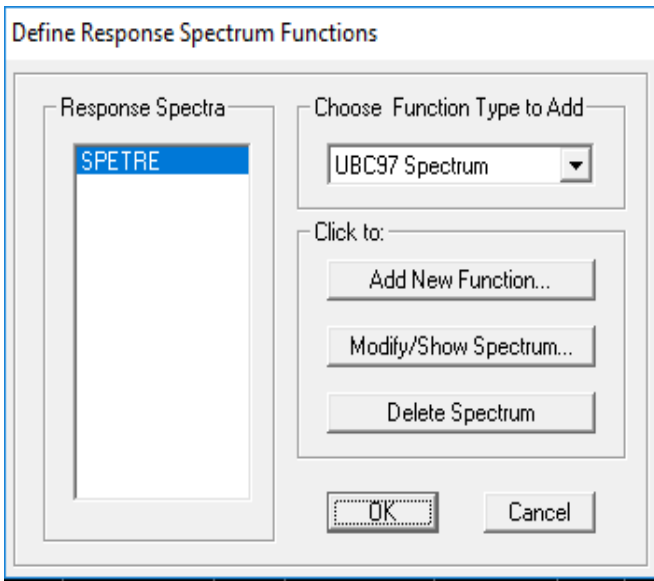 Define Response Spectrum Functions
Response Spectra
SPETRE
Choose Function Type to Add
UBC97 Spectrum
Click to:
Add New Function...
Modify/Show Spectrum...
Delete Spectrum
OK
Cancel